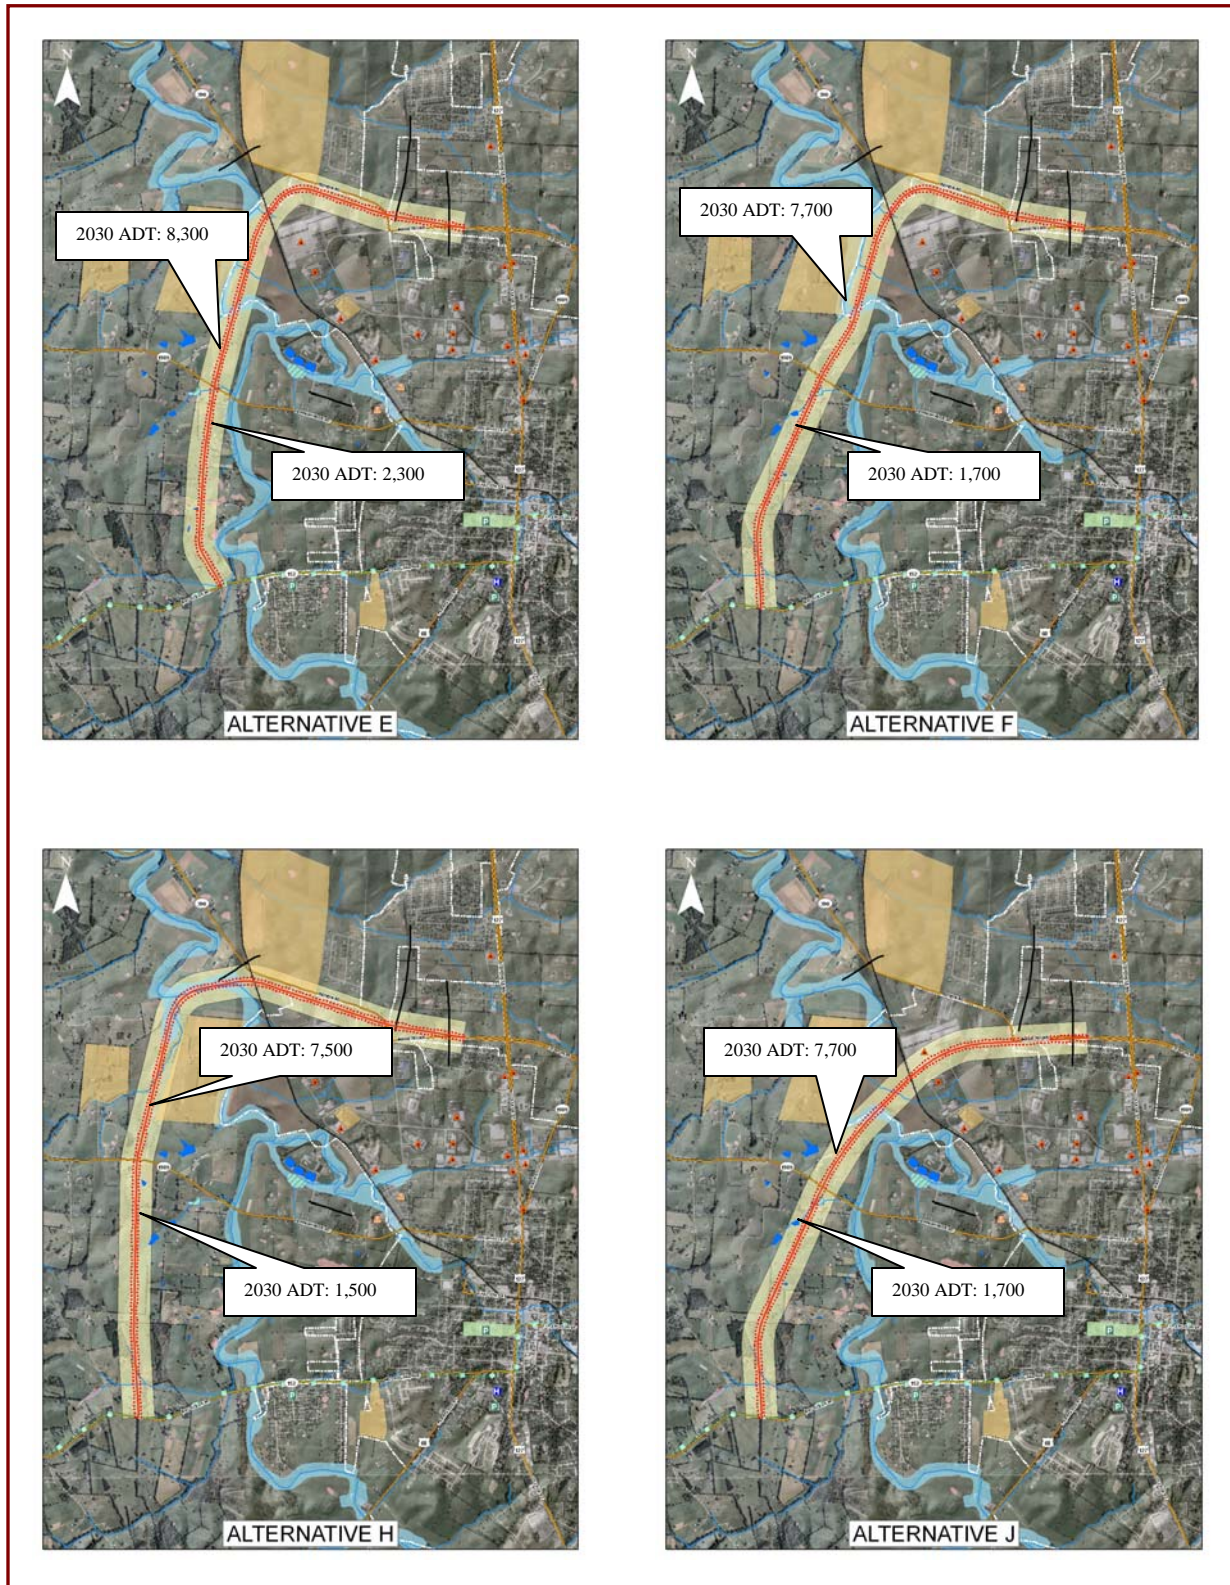 N
N
2030 ADT: 8,300
2030 ADT: 7,700
2030 ADT: 2,300
2030 ADT: 1,700
P
P
H
P
P
H
P
P
ALTERNATIVE E
ALTERNATIVE F
N
N
2030 ADT: 7,500
2030 ADT: 7,700
2030 ADT: 1,500
2030 ADT: 1,700
P
P
H
P
P
H
P
P
ALTERNATIVE H
ALTERNATIVE J